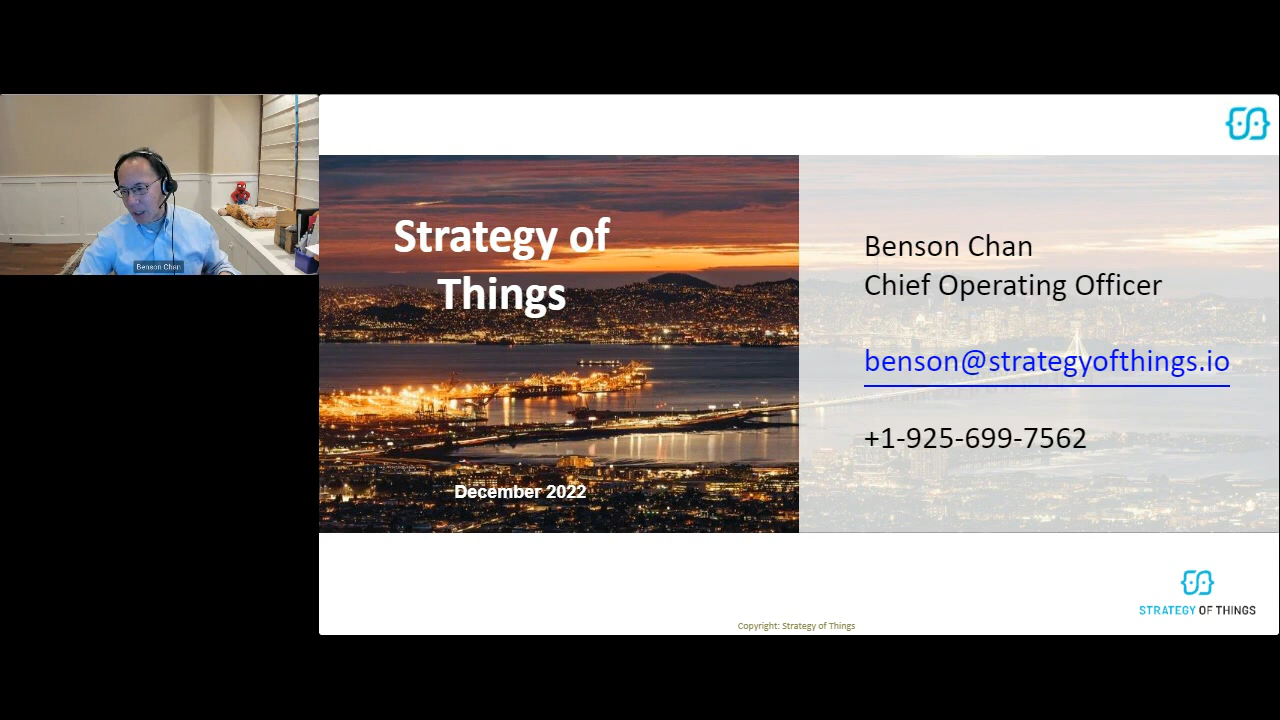 Benson Chan
Strategy of
Things
December 2022
Benson Chan
Chief Operating Officer
benson@strategyofthings.io
+1-925-699-7562
STRATEGY OF THINGS
Copyright: Strategy of Things